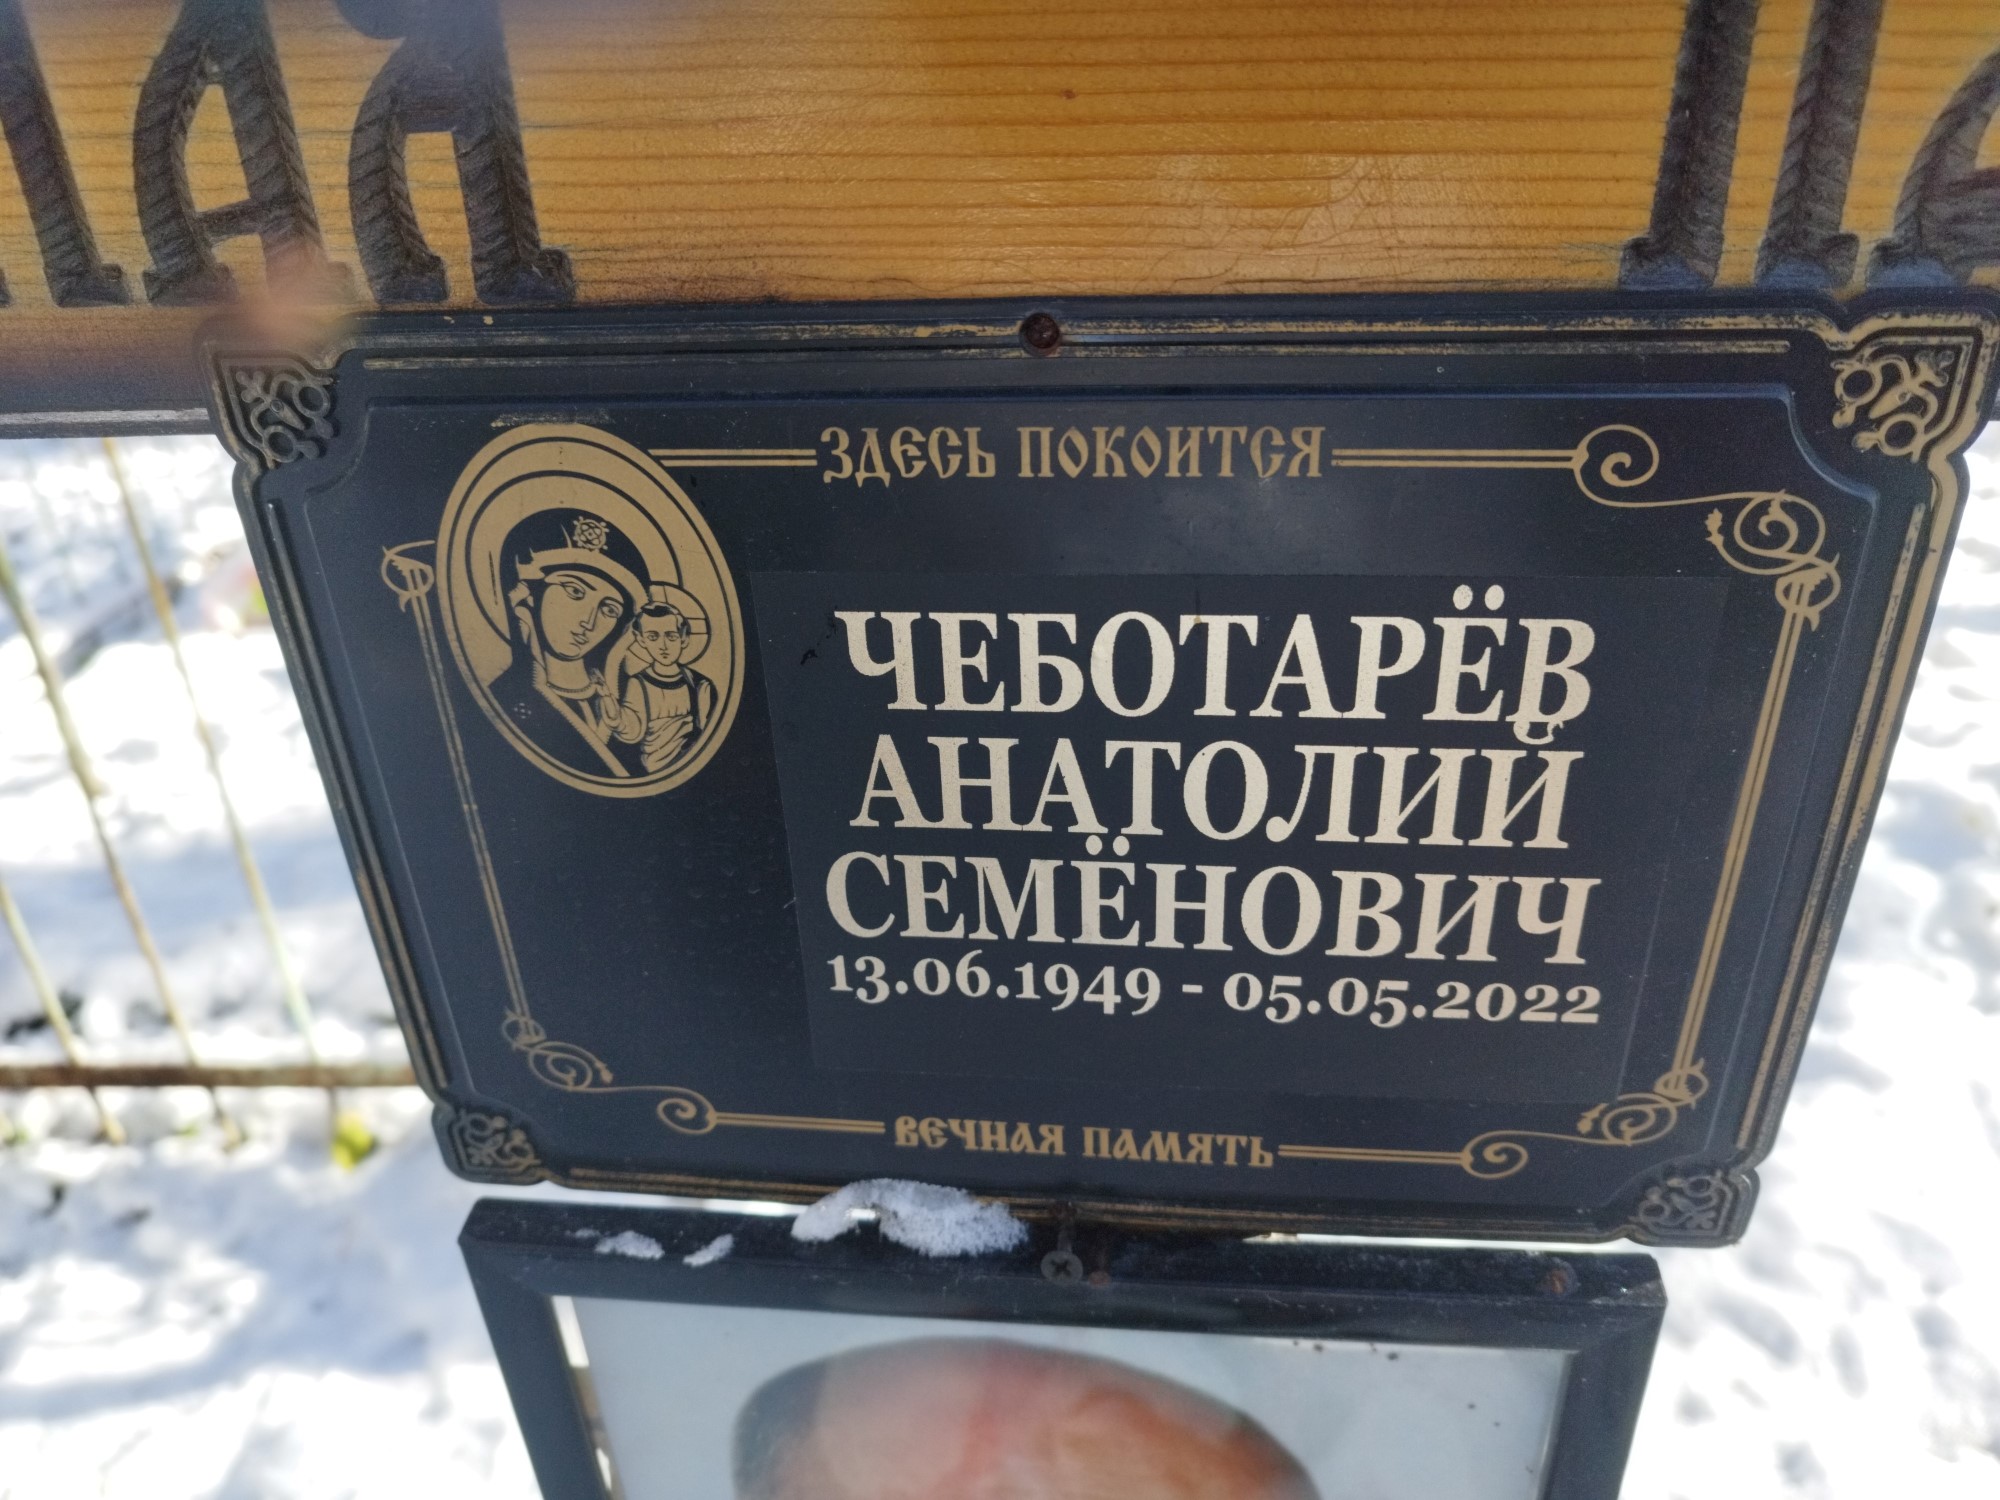 ЗДЕСЬ ПОКОИТСЯ
ЧЕБОТАРЁВ
АНАТОЛИЙ
СЕМЁНОВИЧ
13.06.1949 - 05.05.2022
ВЕЧНАЯ ПАМЯТЬ